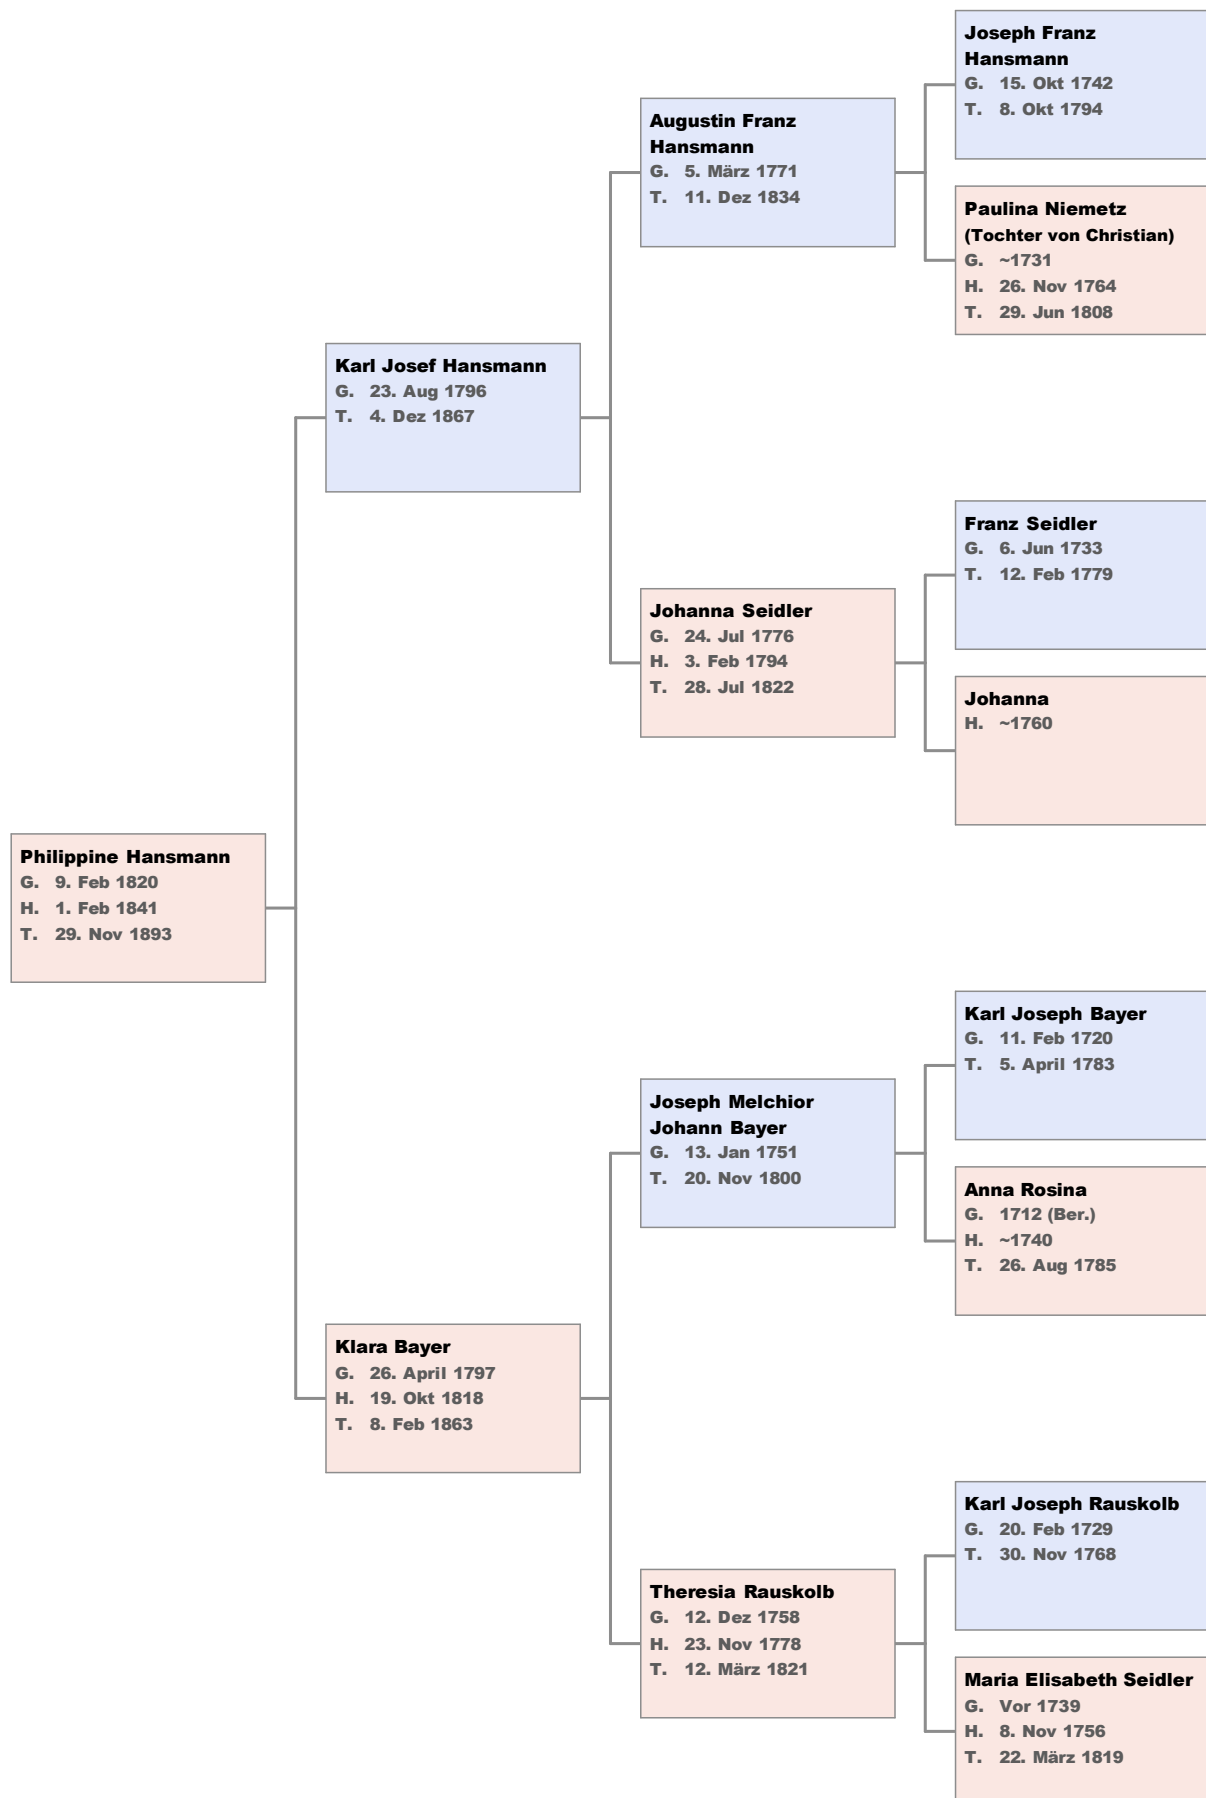 Joseph Franz
Hansmann
G. 15. Okt 1742
T. 8. Okt 1794
Augustin Franz
Hansmann
G. 5. März 1771
T. 11. Dez 1834
Paulina Niemetz
(Tochter von Christian)
G. ~1731
H. 26. Nov 1764
T. 29. Jun 1808
Karl Josef Hansmann
G. 23. Aug 1796
T. 4. Dez 1867
Franz Seidler
G. 6. Jun 1733
T. 12. Feb 1779
Johanna Seidler
G. 24. Jul 1776
H. 3. Feb 1794
T. 28. Jul 1822
Johanna
H. ~1760
Philippine Hansmann
G. 9. Feb 1820
H. 1. Feb 1841
T. 29. Nov 1893
Karl Joseph Bayer
G. 11. Feb 1720
T. 5. April 1783
Joseph Melchior
Johann Bayer
G. 13. Jan 1751
T. 20. Nov 1800
Anna Rosina
G. 1712 (Ber.)
H. ~1740
T. 26. Aug 1785
Klara Bayer
G. 26. April 1797
H. 19. Okt 1818
T. 8. Feb 1863
Karl Joseph Rauskolb
G. 20. Feb 1729
T. 30. Nov 1768
Theresia Rauskolb
G. 12. Dez 1758
H. 23. Nov 1778
T. 12. März 1821
Maria Elisabeth Seidler
G. Vor 1739
H. 8. Nov 1756
T. 22. März 1819